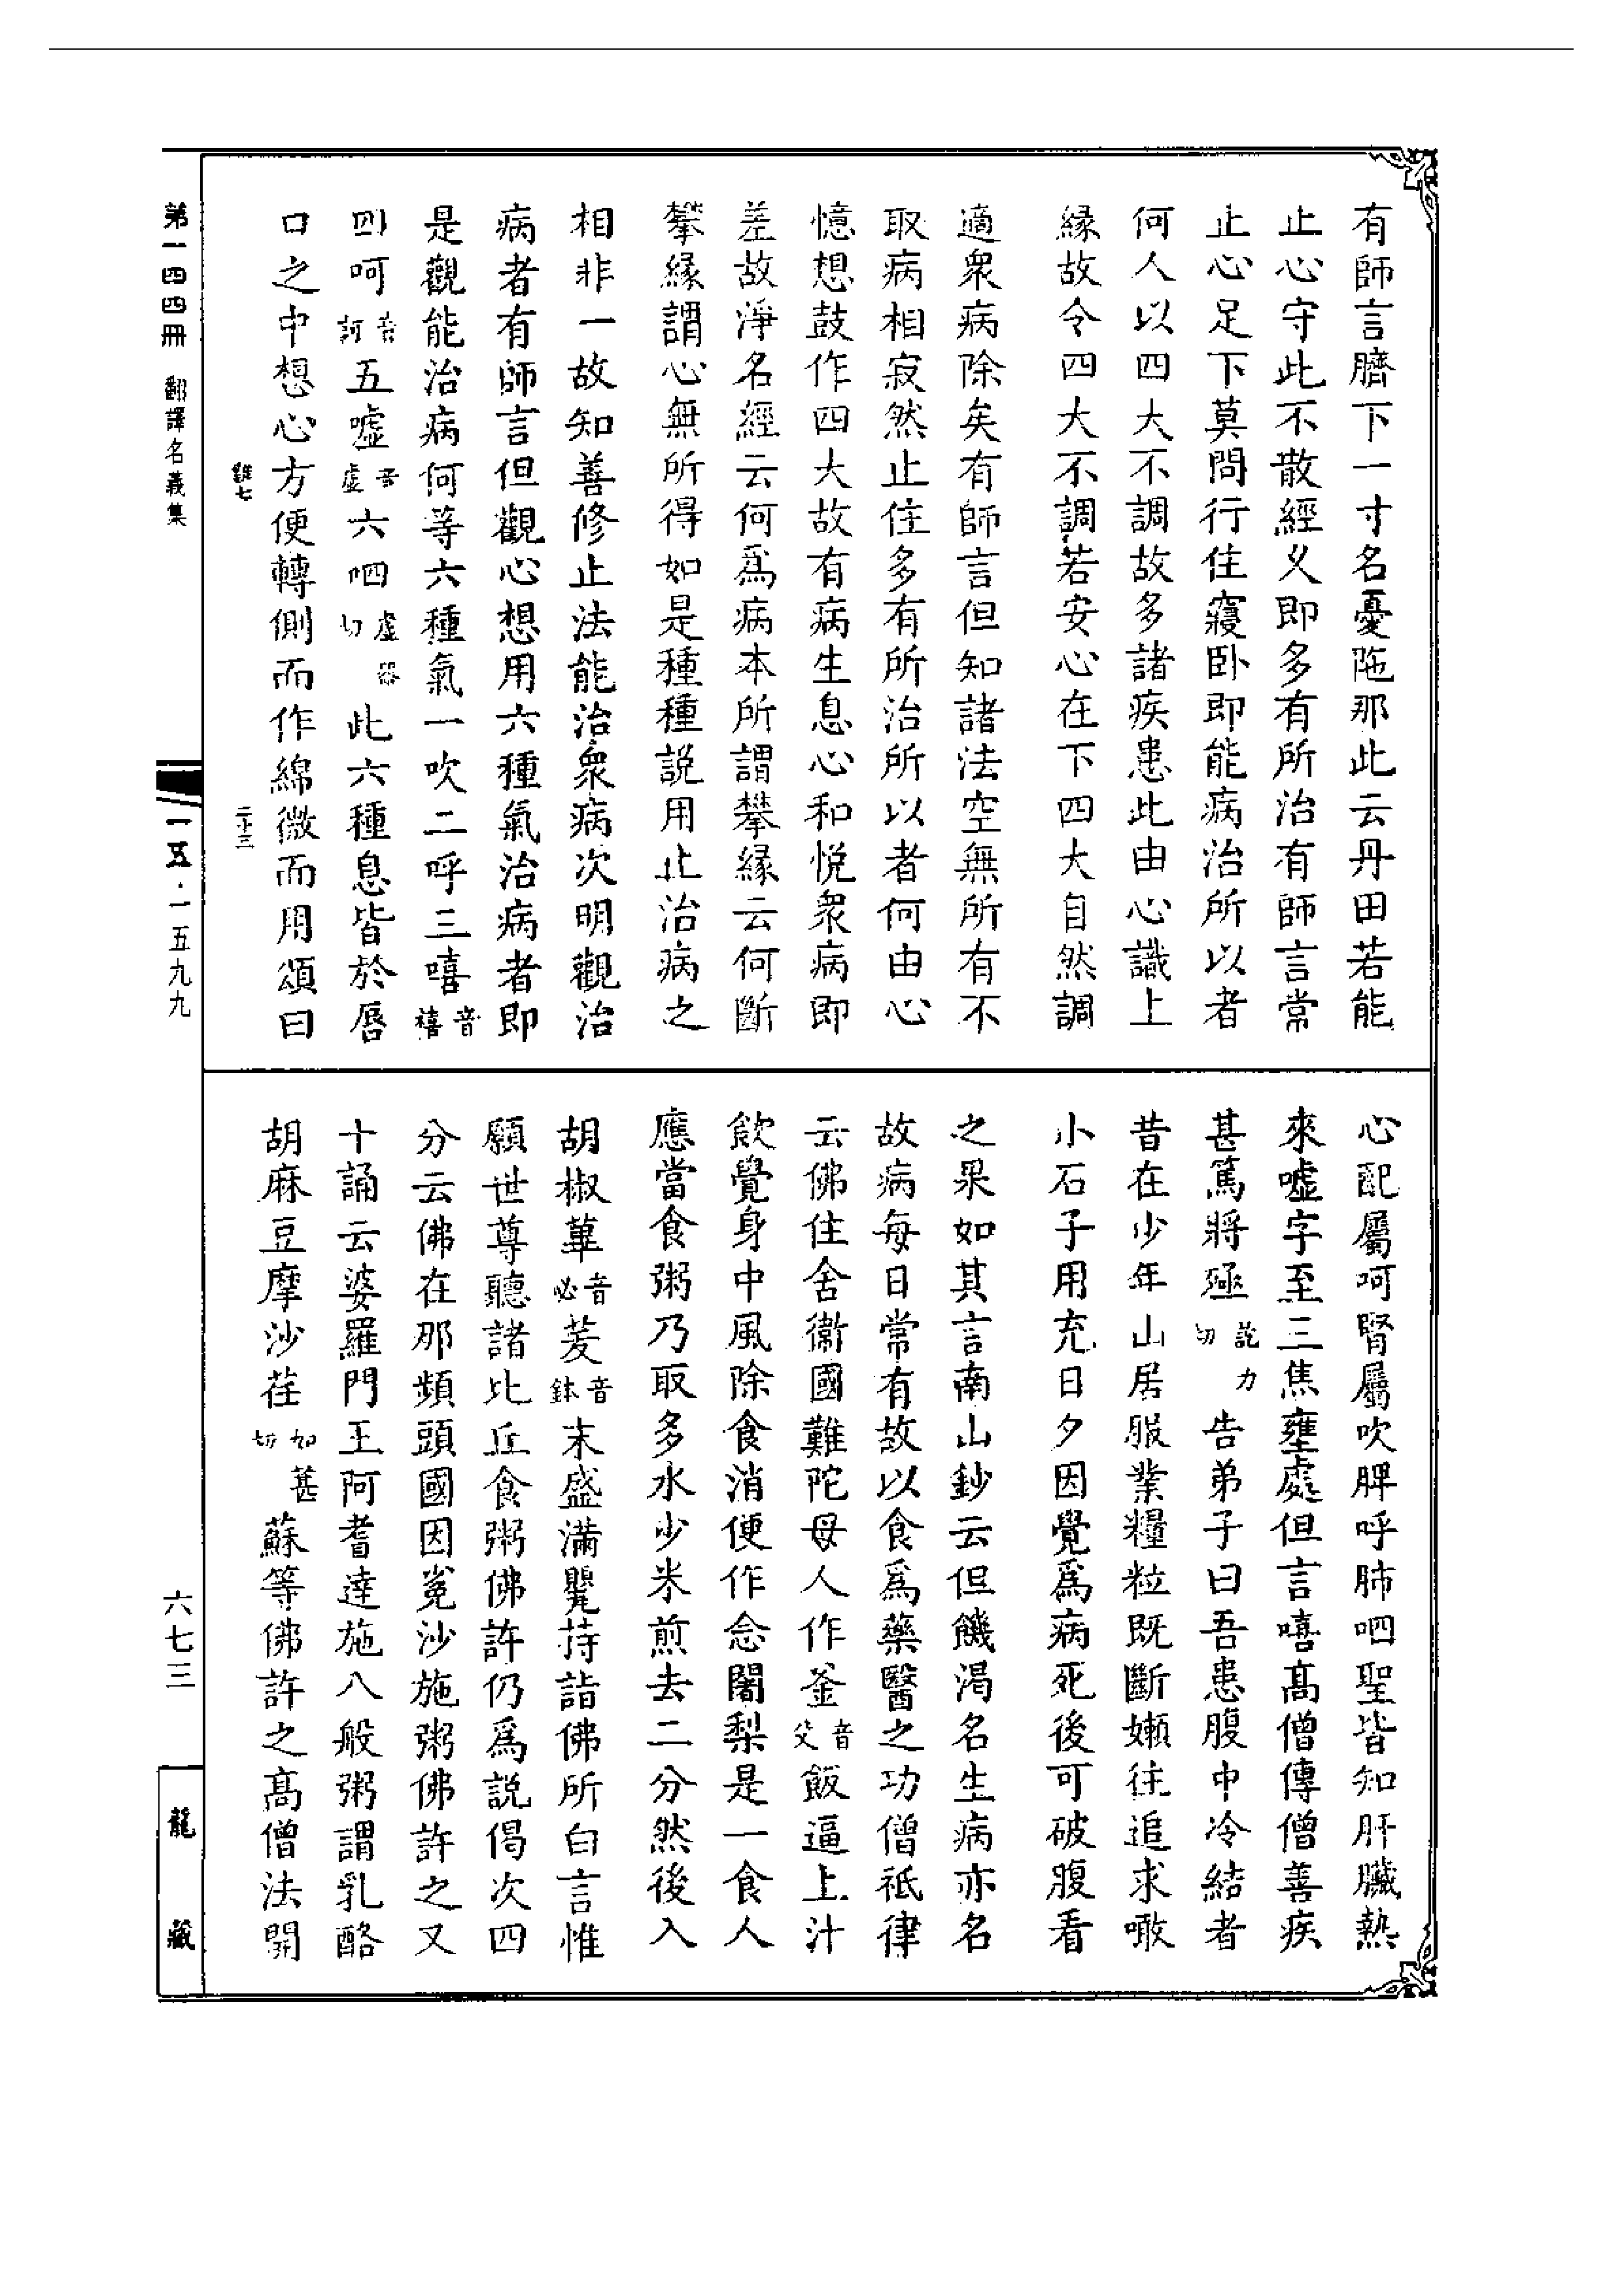 有師言臍下一寸名憂陁那此云丹田若能
止心守此不散經乆即多有所治有師言常
止心足下莫問行住寢卧即能病治所以者
何人以四大不調故多諸疾患此由心識上
緣故令四大不調若安心在下四大自然調
適衆病除矣有師言但知諸法空無所有不
取病相寂然止住多有所治所以者何由心
憶想鼓作四大故有病生息心和悅衆病即
差故淨名經云何爲病本所謂攀緣云何斷
攀緣謂心無所得如是種種說用止治病之
相非一故知善修止法能治衆病次明觀治
病者有師言但觀心想用六種氣治病者即
是觀能治病何等六種氣一吹二呼三嘻音禧
四呵音訶五噓音虛六呬虛器切此六種息皆於脣
口之中想心方便轉側而作綿微而用頌曰
心配屬呵腎屬吹脾呼肺呬聖皆知肝臟熱
來噓字至三焦壅處但言嘻髙僧傳僧善疾
甚篤將殛訖力切告弟子曰吾患腹中冷結者
昔在少年山居服業糧粒旣斷嬾往追求噉
小石子用充日夕因覺爲病死後可破腹看
之果如其言南山鈔云但饑渴名生病亦名
故病每日常有故以食爲藥醫之功僧祇律
云佛住舍衞國難陀母人作釜音父飯逼上汁
飲覺身中風除食消便作念闍梨是一食人
應當食粥乃取多水少米煎去二分然後入
胡椒蓽音必茇音鉢末盛滿甖持詣佛所白言惟
願世尊聽諸比丘食粥佛許仍爲說偈次四
分云佛在那頻頭國因㝹沙施粥佛許之又
十誦云婆羅門王阿耆達施八般粥謂乳酪
胡麻豆摩沙荏如甚切蘇等佛許之髙僧法開
第一四四冊 翻譯名義集
雞七
二十三
一五·一五九九
六七三
龍藏